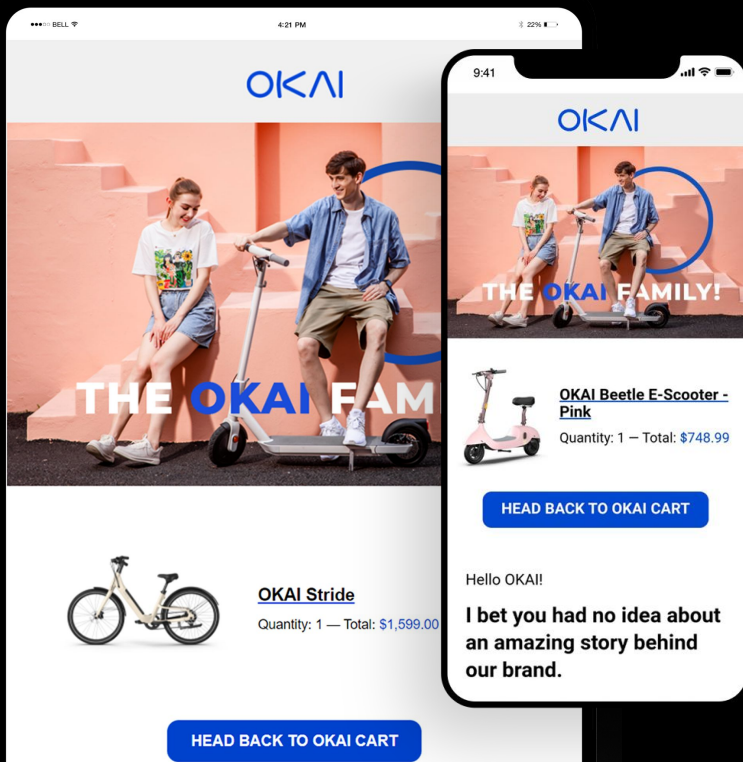 BELL
4:21 PM
22%
OKAI
THE OKAI FAM
OKAI Stride
Quantity: 1 — Total: $1,599.00
HEAD BACK TO OKAI CART
9:41
OKAI
THE OKAI FAMILY!
OKAI Beetle E-Scooter -
Pink
Quantity: 1 — Total: $748.99
HEAD BACK TO OKAI CART
Hello OKAI!
I bet you had no idea about
an amazing story behind
our brand.